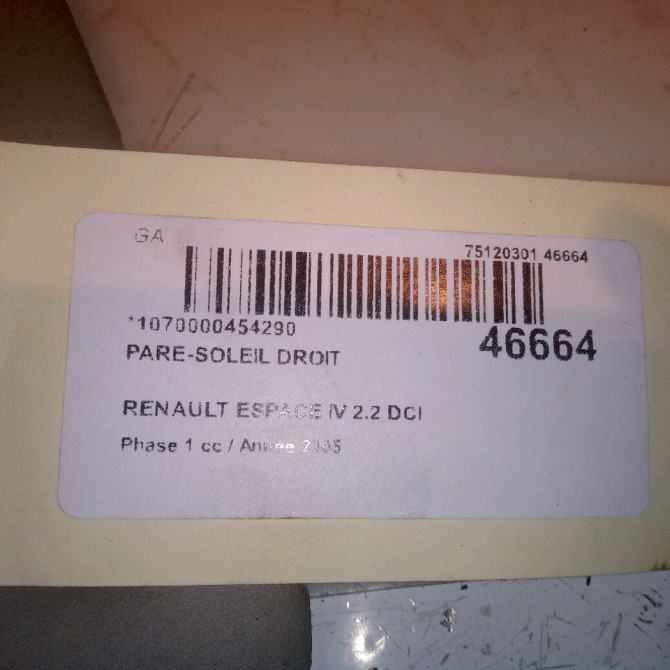 GA
75120301 46664
*1070000454290
46664
PARE-SOLEIL DROIT
RENAULT ESPACE IV 2.2 DCI
Phase 1 cc / Année 2005